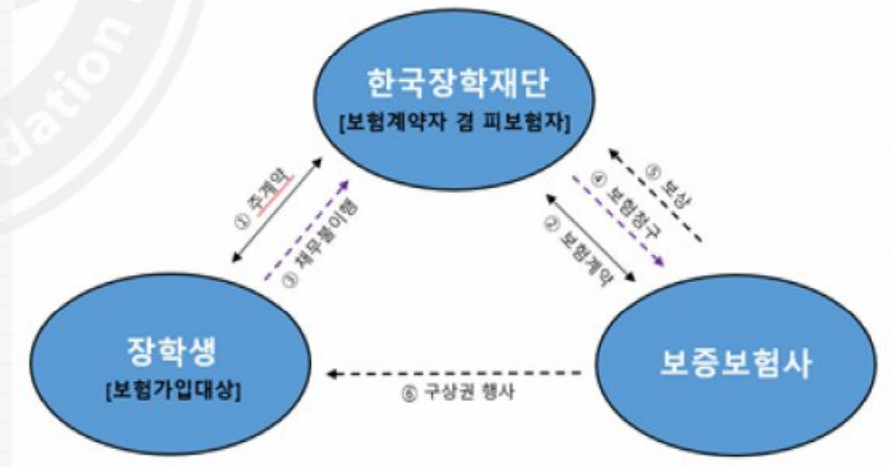 dation
한국장학재단
[보험계약자 겸 피보험자]
① 주계약
③ 채무불이행
② 보험계약
④ 보험청구
⑤ 보상
장학생
[보험가입대상]
보증보험사
⑥ 구상권 행사